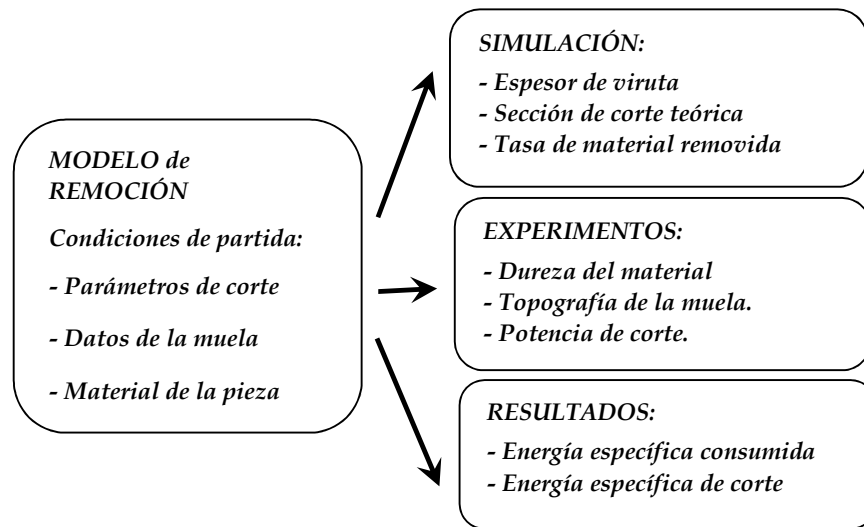 MODELO de
REMOCIÓN
Condiciones de partida:
- Parámetros de corte
- Datos de la muela
- Material de la pieza
SIMULACIÓN:
- Espesor de viruta
- Sección de corte teórica
- Tasa de material removida
EXPERIMENTOS:
- Dureza del material
- Topografía de la muela.
- Potencia de corte.
RESULTADOS:
- Energía específica consumida
- Energía específica de corte